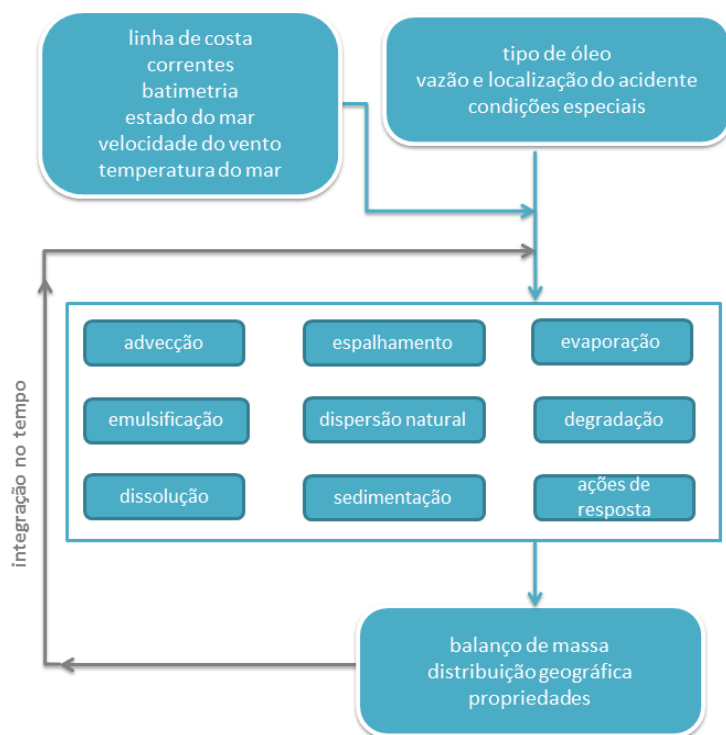 linha de costa
correntes
batimetria
estado do mar
velocidade do vento
temperatura do mar
tipo de óleo
vazão e localização do acidente
condições especiais
integração no tempo
advecção
espalhamento
evaporação
emulsificação
dispersão natural
degradação
dissolução
sedimentação
ações de
resposta
balanço de massa
distribuição geográfica
propriedades